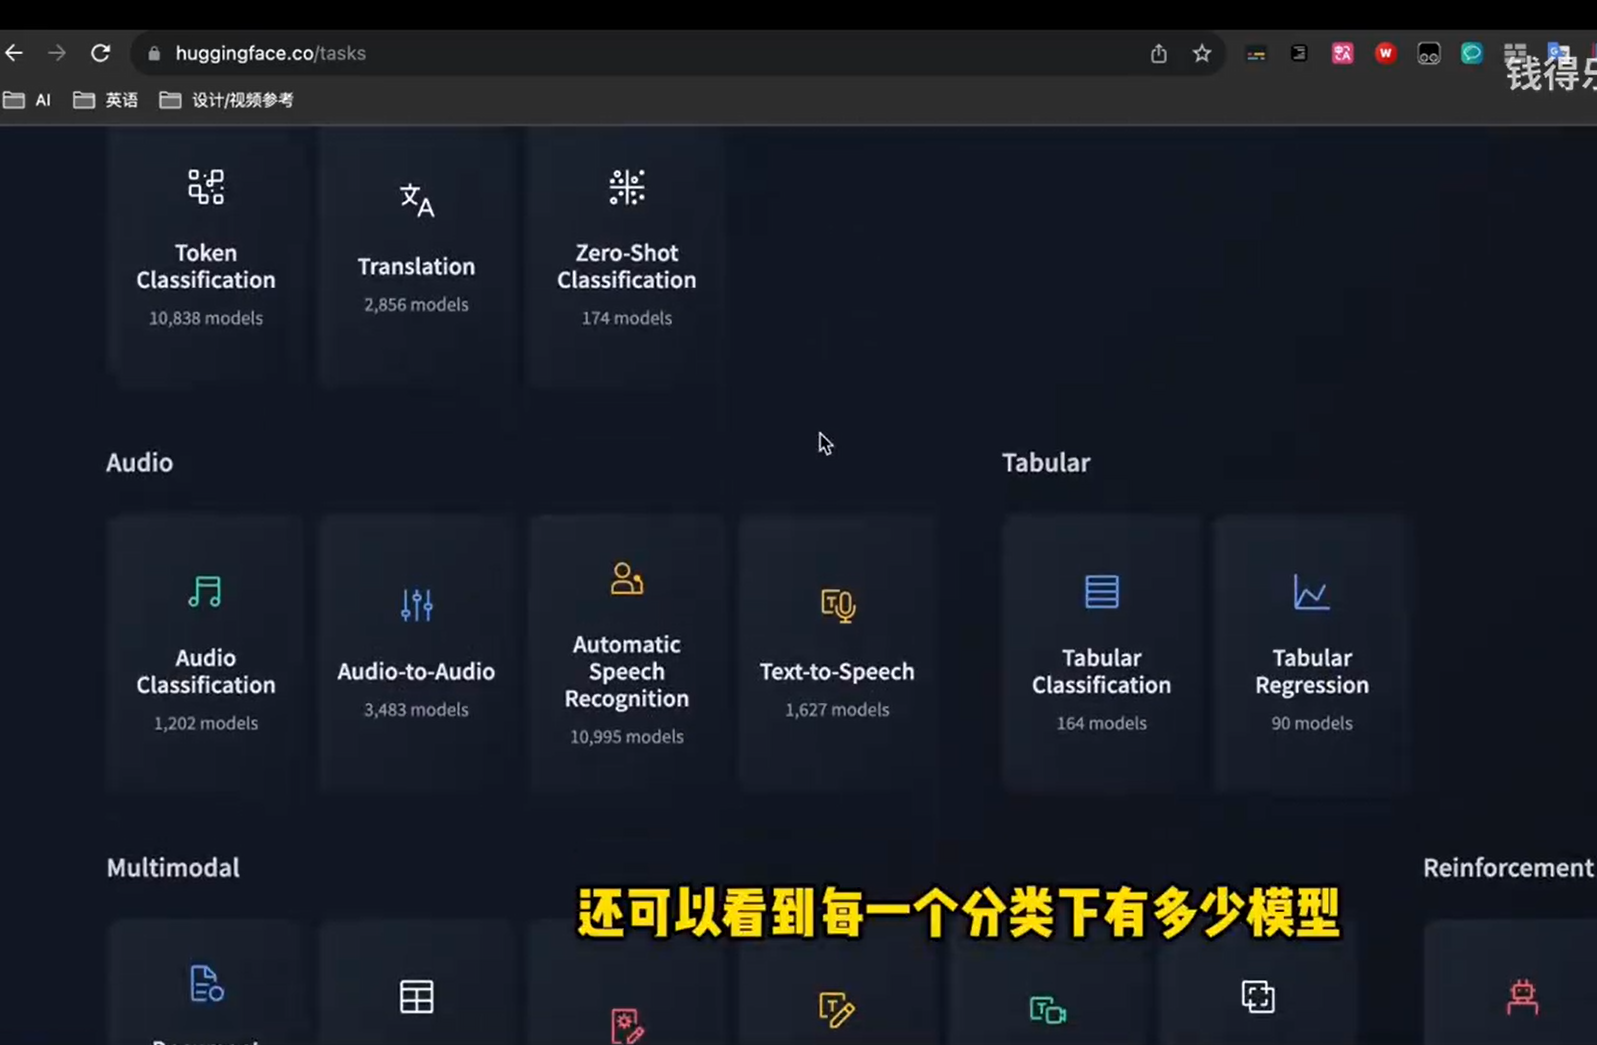 huggingface.co/tasks
钱得乐
AI
英语
设计/视频参考
Token
Classification
10,838 models
Translation
2,856 models
Zero-Shot
Classification
174 models
Audio
Tabular
Audio
Classification
1,202 models
Audio-to-Audio
3,483 models
Automatic
Speech
Recognition
10,995 models
Text-to-Speech
1,627 models
Tabular
Classification
164 models
Tabular
Regression
90 models
Multimodal
Reinforcement
还可以看到每一个分类下有多少模型